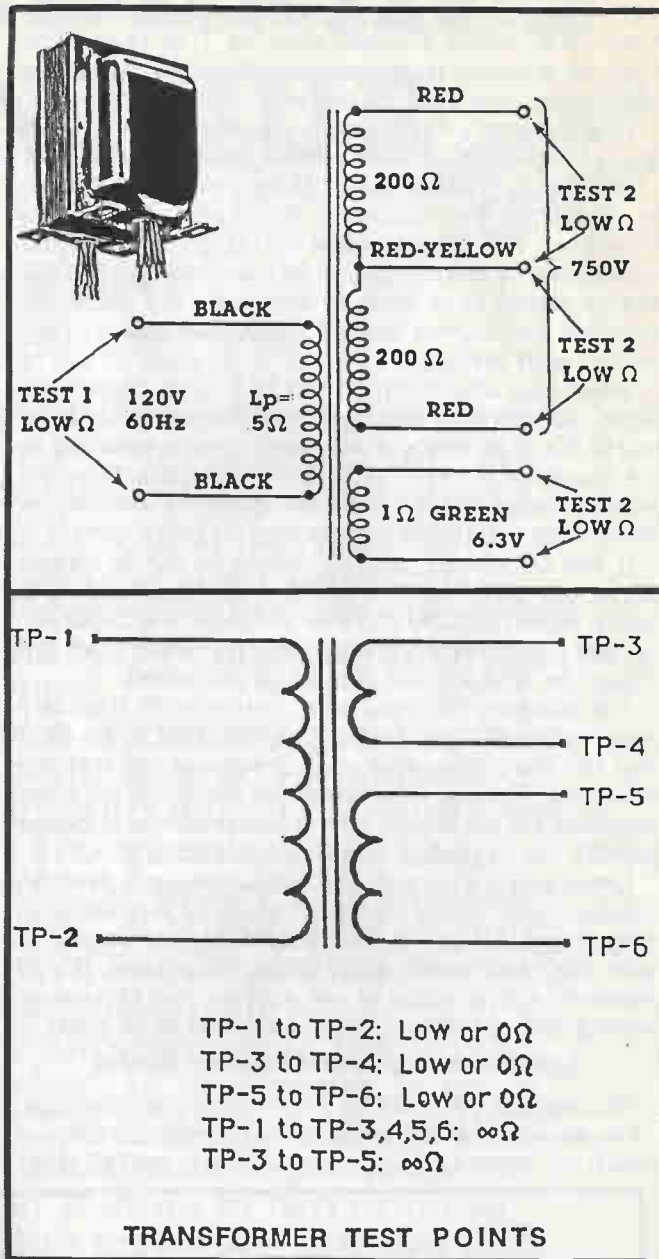 RED
200 Ω
TEST 2
LOW Ω
RED-YELLOW
750V
BLACK
TEST 1
LOW Ω
120V
60Hz
Lp=
5Ω
200 Ω
TEST 2
LOW Ω
RED
BLACK
1Ω GREEN
6.3V
TEST 2
LOW Ω
TP-1
TP-3
TP-4
TP-5
TP-2
TP-6
TP-1 to TP-2: Low or 0Ω
TP-3 to TP-4: Low or 0Ω
TP-5 to TP-6: Low or 0Ω
TP-1 to TP-3,4,5,6: ∞Ω
TP-3 to TP-5: ∞Ω
TRANSFORMER TEST POINTS